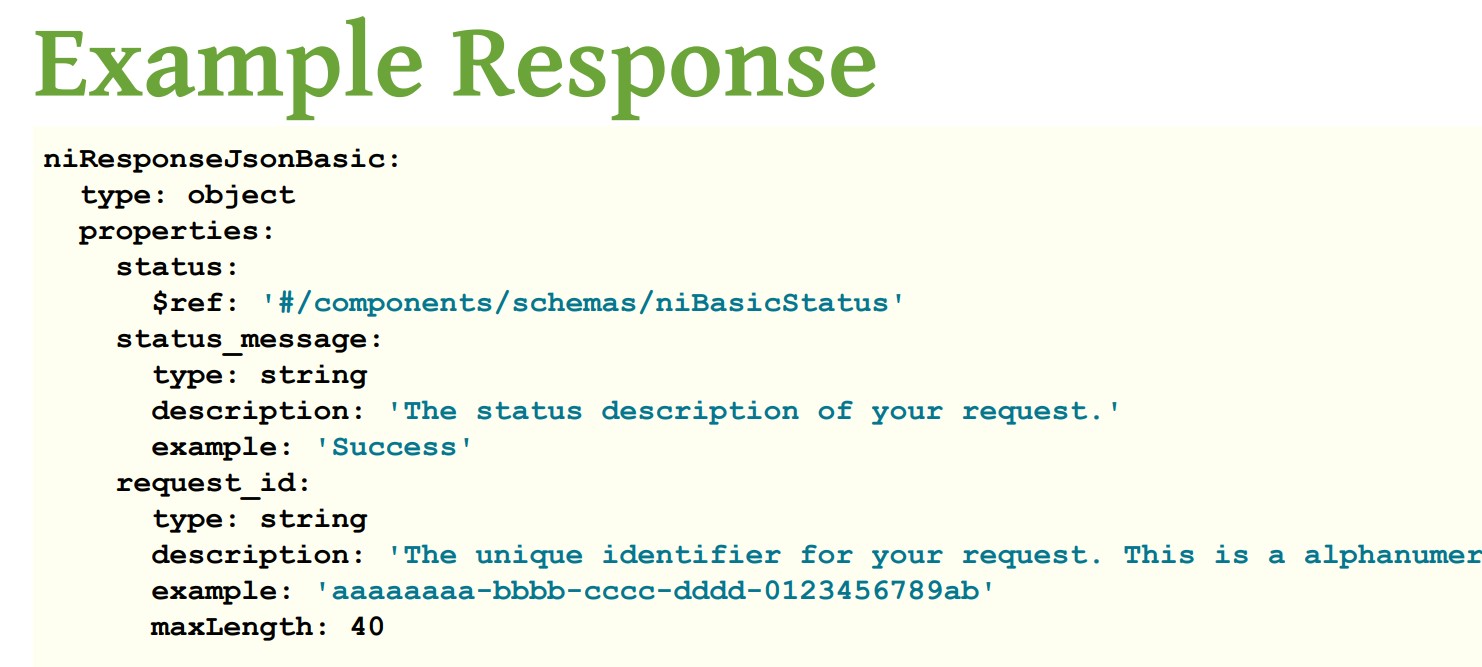 Example Response
niResponseJsonBasic:
  type: object
  properties:
    status:
      $ref: '#/components/schemas/niBasicStatus'
    status_message:
      type: string
      description: 'The status description of your request.'
      example: 'Success'
    request_id:
      type: string
      description: 'The unique identifier for your request. This is a alphanumer
      example: 'aaaaaaaa-bbbb-cccc-dddd-0123456789ab'
      maxLength: 40